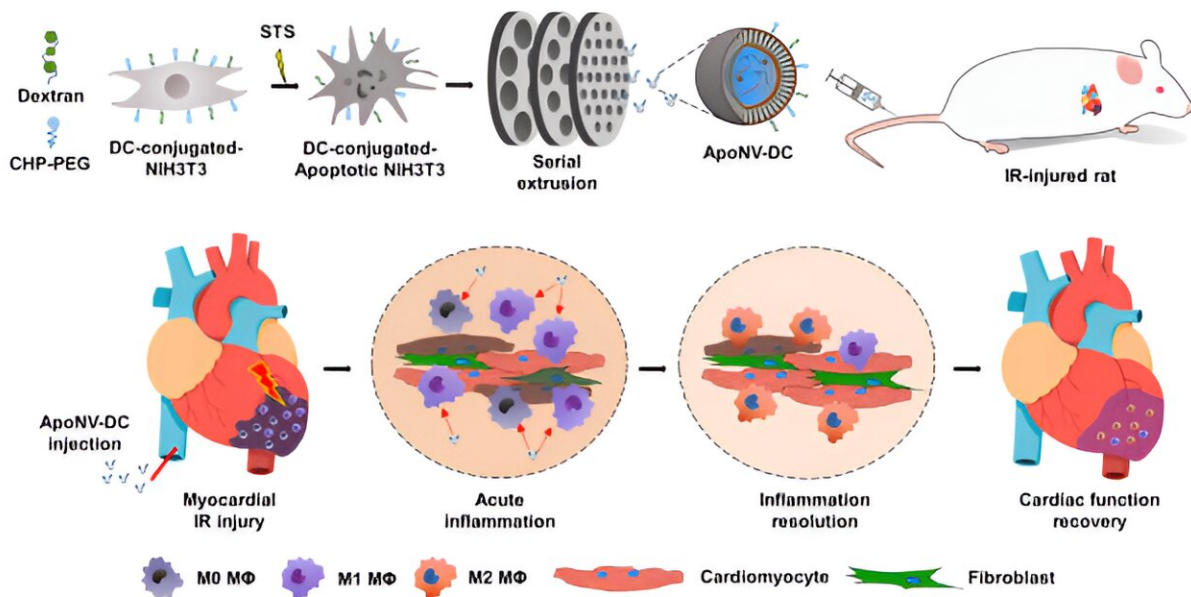 STS
Dextran
CHP-PEG
DC-conjugated-
NIH3T3
DC-conjugated-
Apoptotic NIH3T3
Serial
extrusion
ApoNV-DC
IR-injured rat
ApoNV-DC
injection
Myocardial
IR injury
Acute
inflammation
Inflammation
resolution
Cardiac function
recovery
M0 MΦ
M1 MΦ
M2 MΦ
Cardiomyocyte
Fibroblast